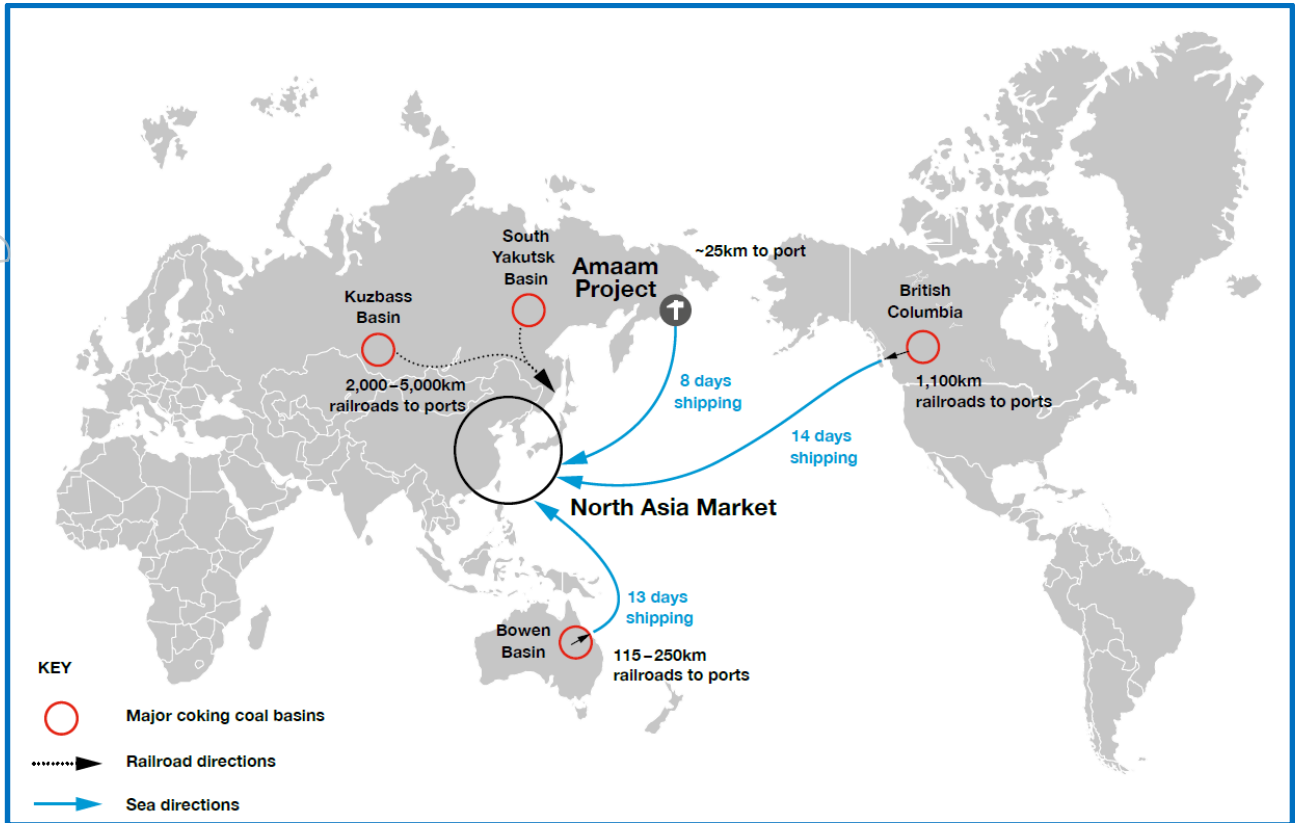 South
Yakutsk
Basin
Amaam
Project
~25km to port
Kuzbass
Basin
British
Columbia
2,000–5,000km
railroads to ports
8 days
shipping
1,100km
railroads to ports
14 days
shipping
North Asia Market
13 days
shipping
Bowen
Basin
115–250km
railroads to ports
KEY
Major coking coal basins
Railroad directions
Sea directions